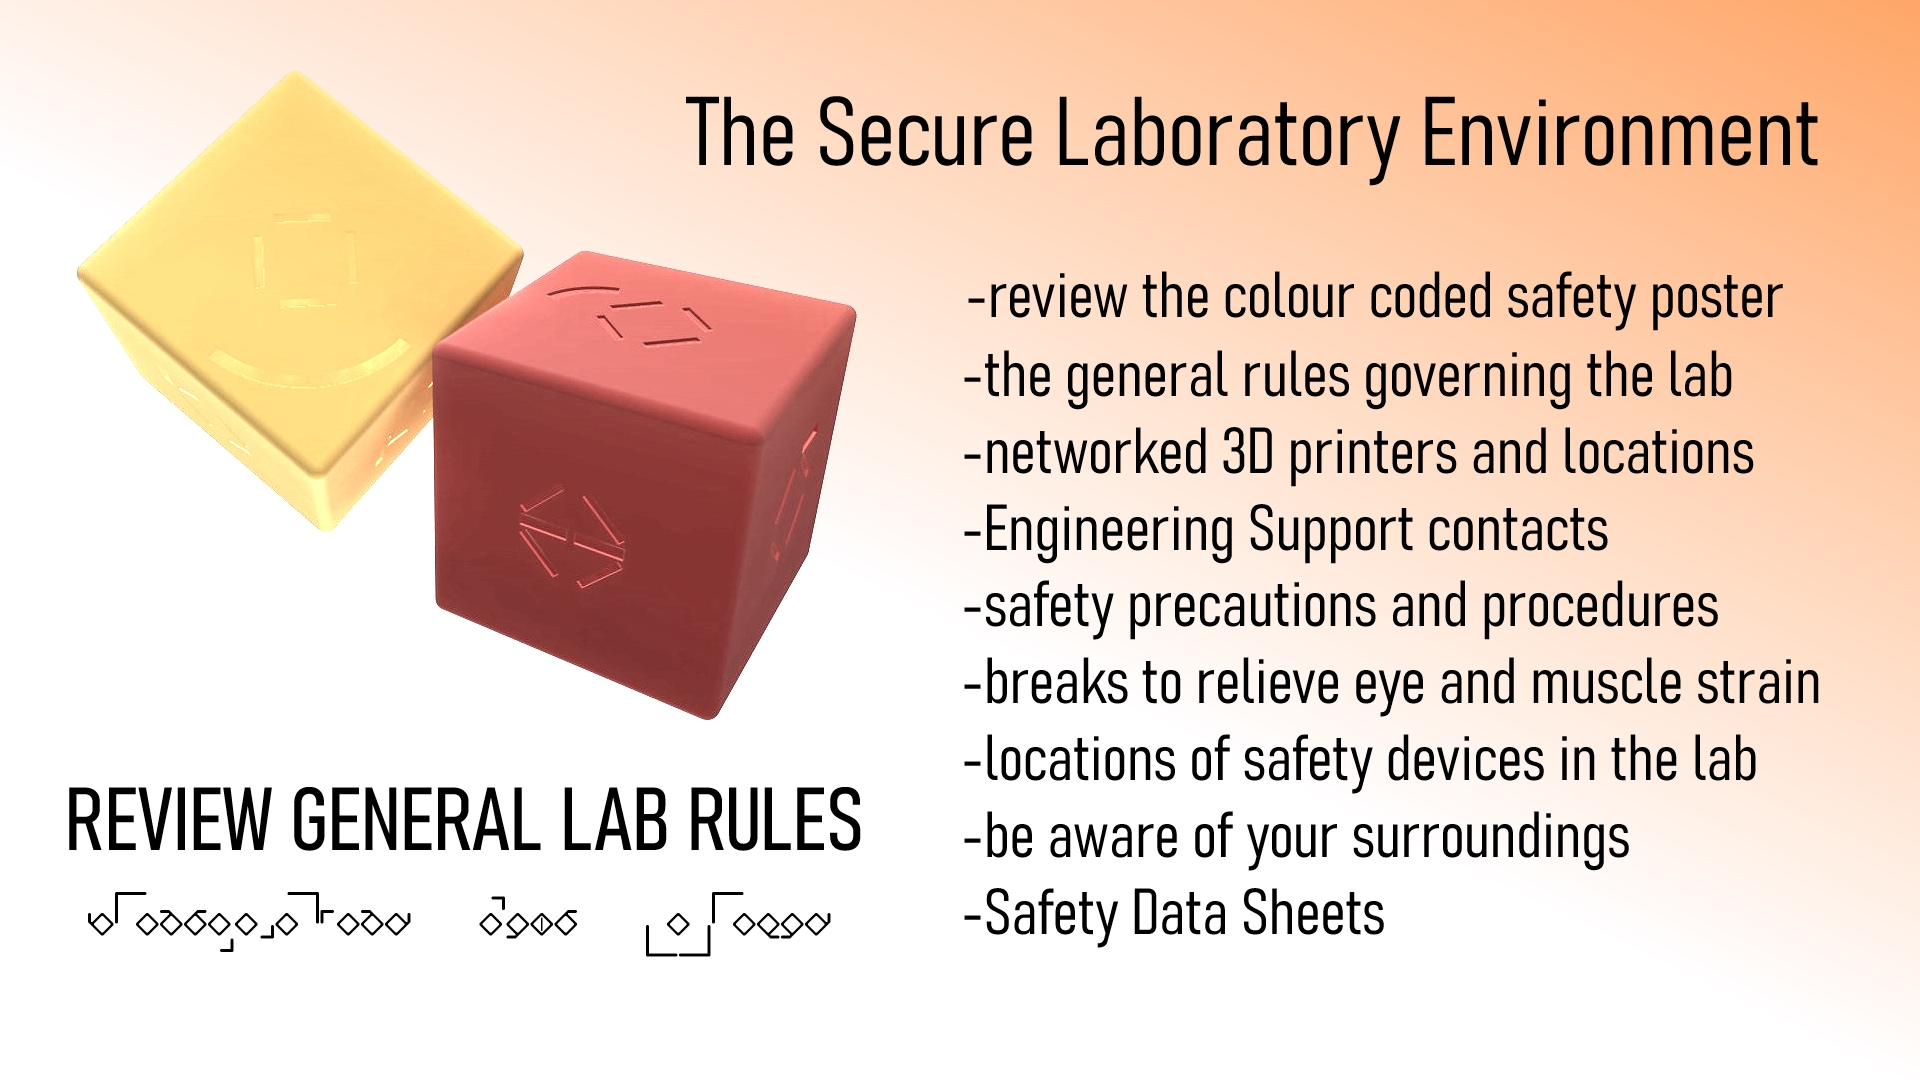 The Secure Laboratory Environment
-review the colour coded safety poster
-the general rules governing the lab
-networked 3D printers and locations
-Engineering Support contacts
-safety precautions and procedures
-breaks to relieve eye and muscle strain
-locations of safety devices in the lab
-be aware of your surroundings
-Safety Data Sheets
REVIEW GENERAL LAB RULES